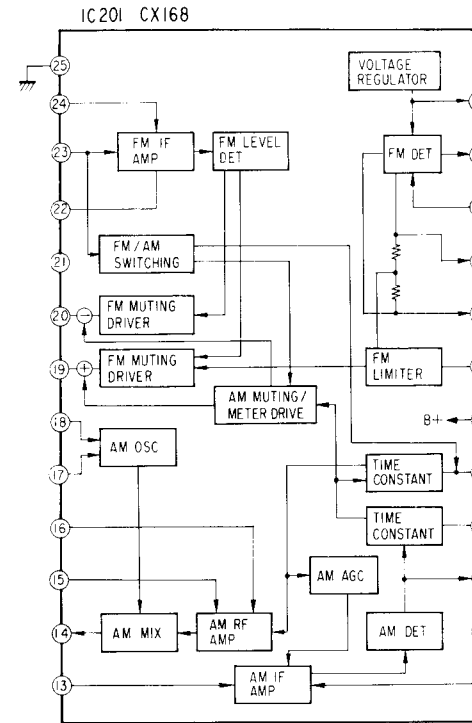 IC201 CX168
25
VOLTAGE
REGULATOR
24
23
FM IF
AMP
FM LEVEL
DET
FM DET
22
21
FM/AM
SWITCHING
20
−
FM MUTING
DRIVER
19
+
FM MUTING
DRIVER
FM
LIMITER
AM MUTING/
METER DRIVE
B+
18
AM OSC
17
TIME
CONSTANT
16
TIME
CONSTANT
15
AM AGC
14
AM MIX
AM RF
AMP
AM DET
13
AM IF
AMP